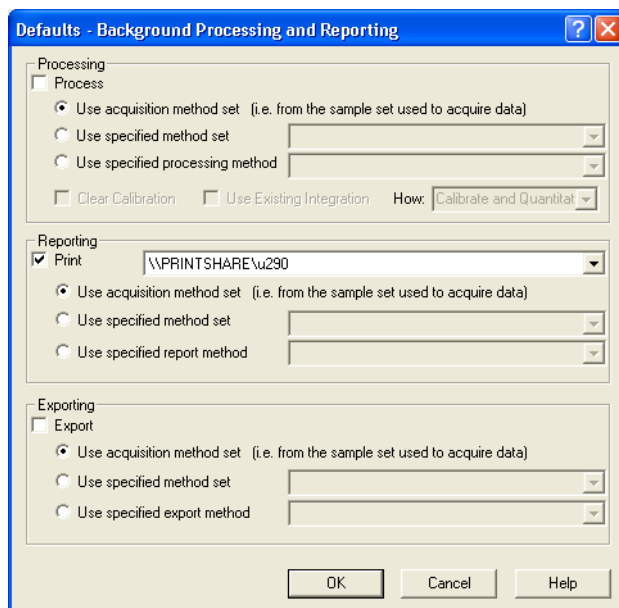 Defaults - Background Processing and Reporting
Processing
Process
Use acquisition method set (i.e. from the sample set used to acquire data)
Use specified method set
Use specified processing method
Clear Calibration Use Existing Integration How: Calibrate and Quantitat
Reporting
Print \\PRINTSHARE\u290
Use acquisition method set (i.e. from the sample set used to acquire data)
Use specified method set
Use specified report method
Exporting
Export
Use acquisition method set (i.e. from the sample set used to acquire data)
Use specified method set
Use specified export method
OK Cancel Help